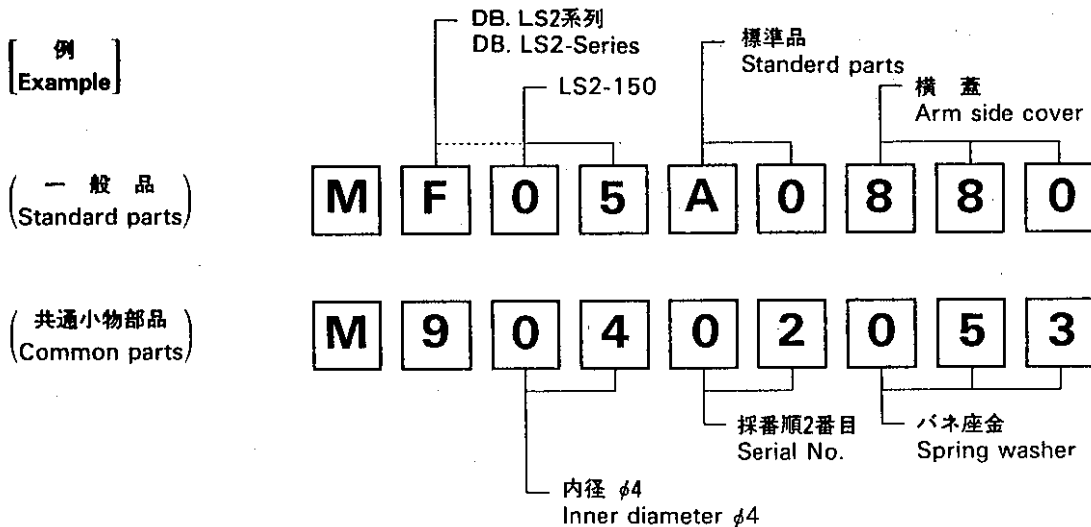 例
Example
DB. LS2系列
DB. LS2-Series
LS2-150
標準品
Standerd parts
横 蓋
Arm side cover
一 般 品
(Standard parts)
M F 0 5 A 0 8 8 0
共通小物部品
(Common parts)
M 9 0 4 0 2 0 5 3
内径 φ4
Inner diameter φ4
採番順2番目
Serial No.
バネ座金
Spring washer